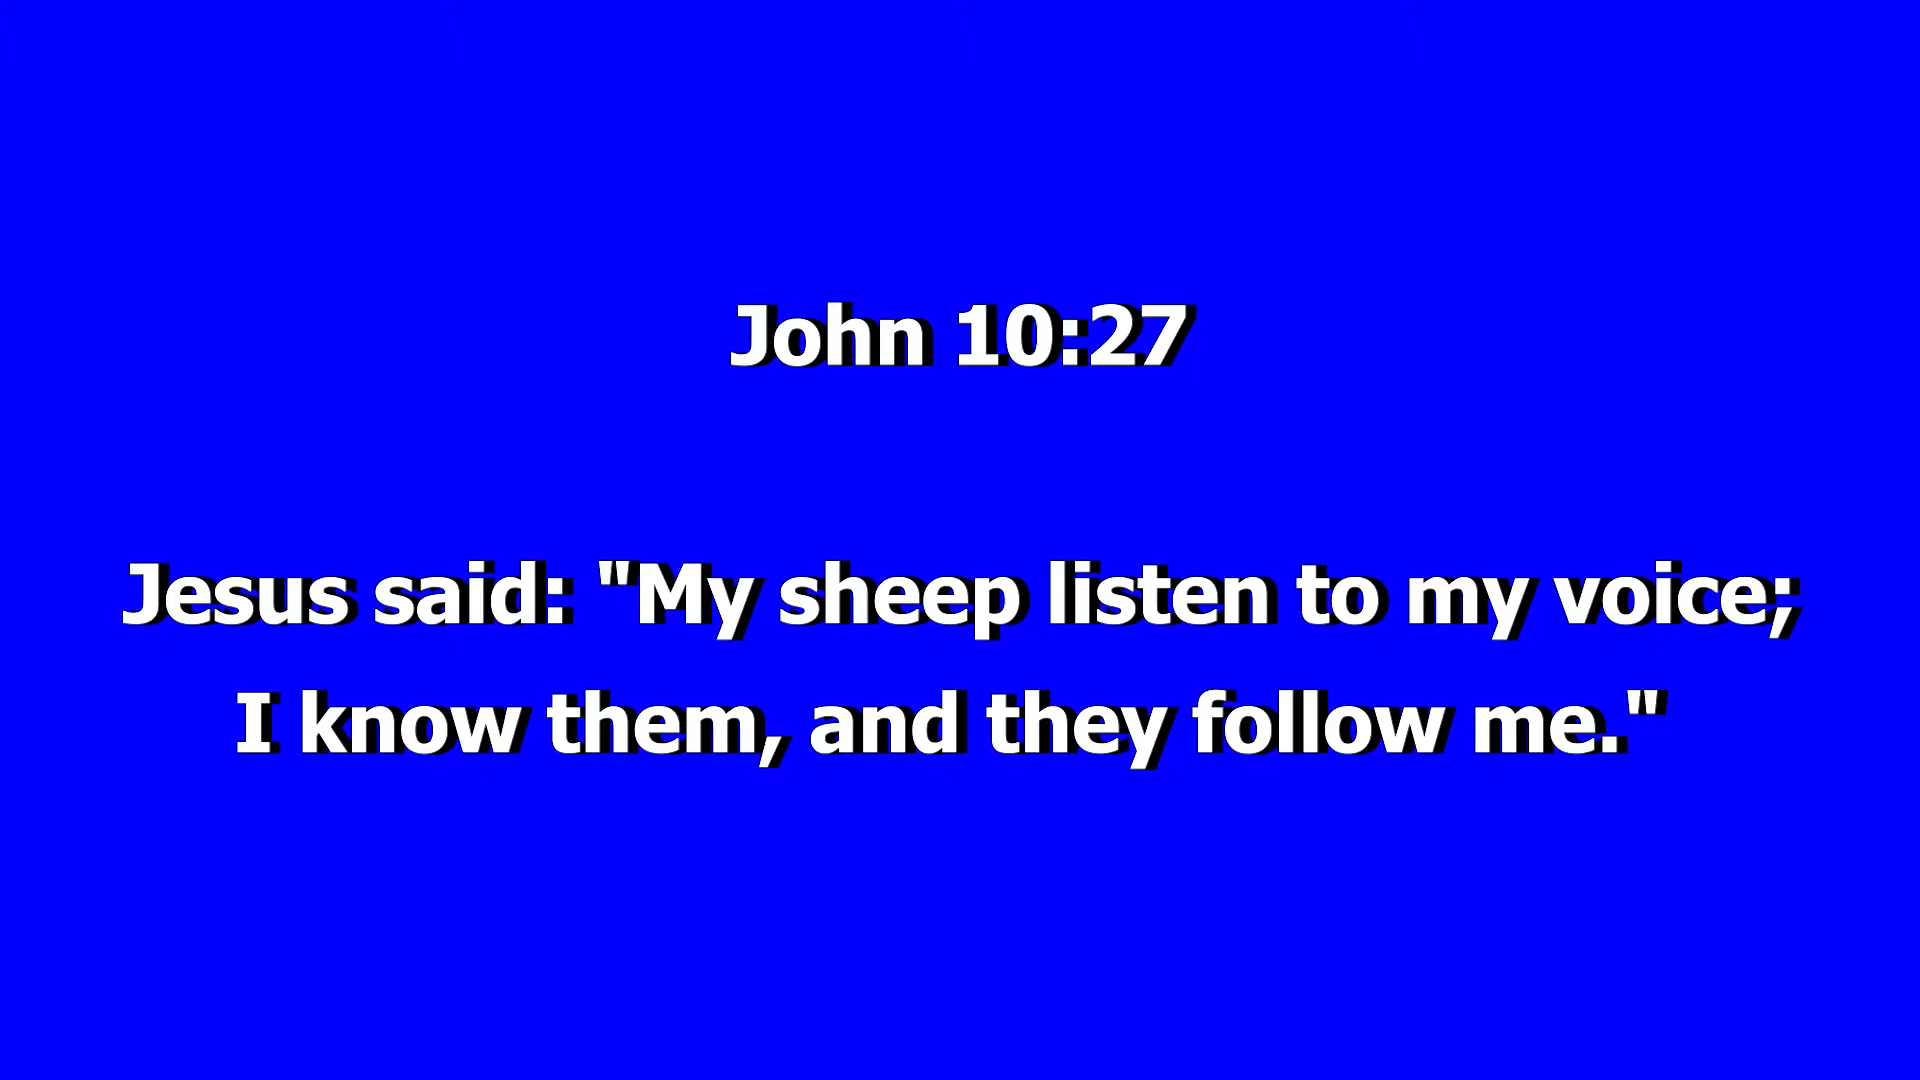 John 10:27
Jesus said: "My sheep listen to my voice;
I know them, and they follow me."